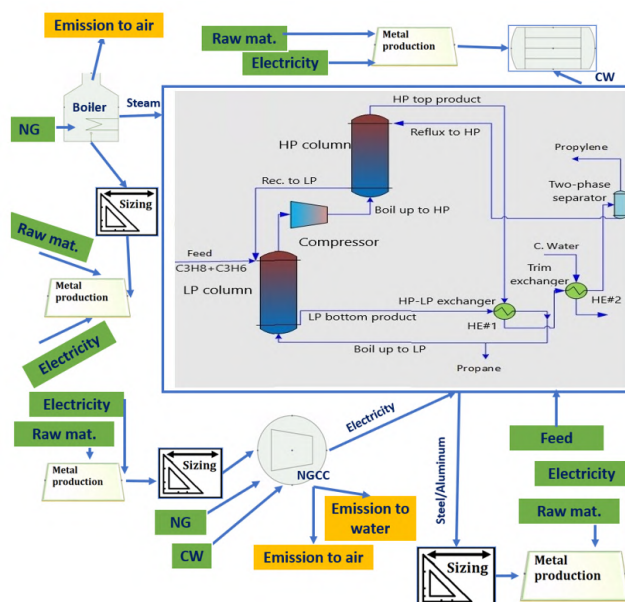 Emission to air
Raw mat.
Metal
production
Electricity
CW
Boiler
Steam
NG
HP top product
Reflux to HP
HP column
Propylene
Two-phase
separator
Rec. to LP
Boil up to HP
Compressor
Sizing
Raw mat.
Feed
C3H8+C3H6
LP column
C. Water
Trim
exchanger
HP-LP exchanger
HE#2
LP bottom product
HE#1
Metal
production
Boil up to LP
Propane
Electricity
Electricity
Raw mat.
Metal
production
Sizing
Electricity
NGCC
NG
CW
Emission to
water
Emission to air
Steel/Aluminum
Feed
Electricity
Raw mat.
Sizing
Metal
production